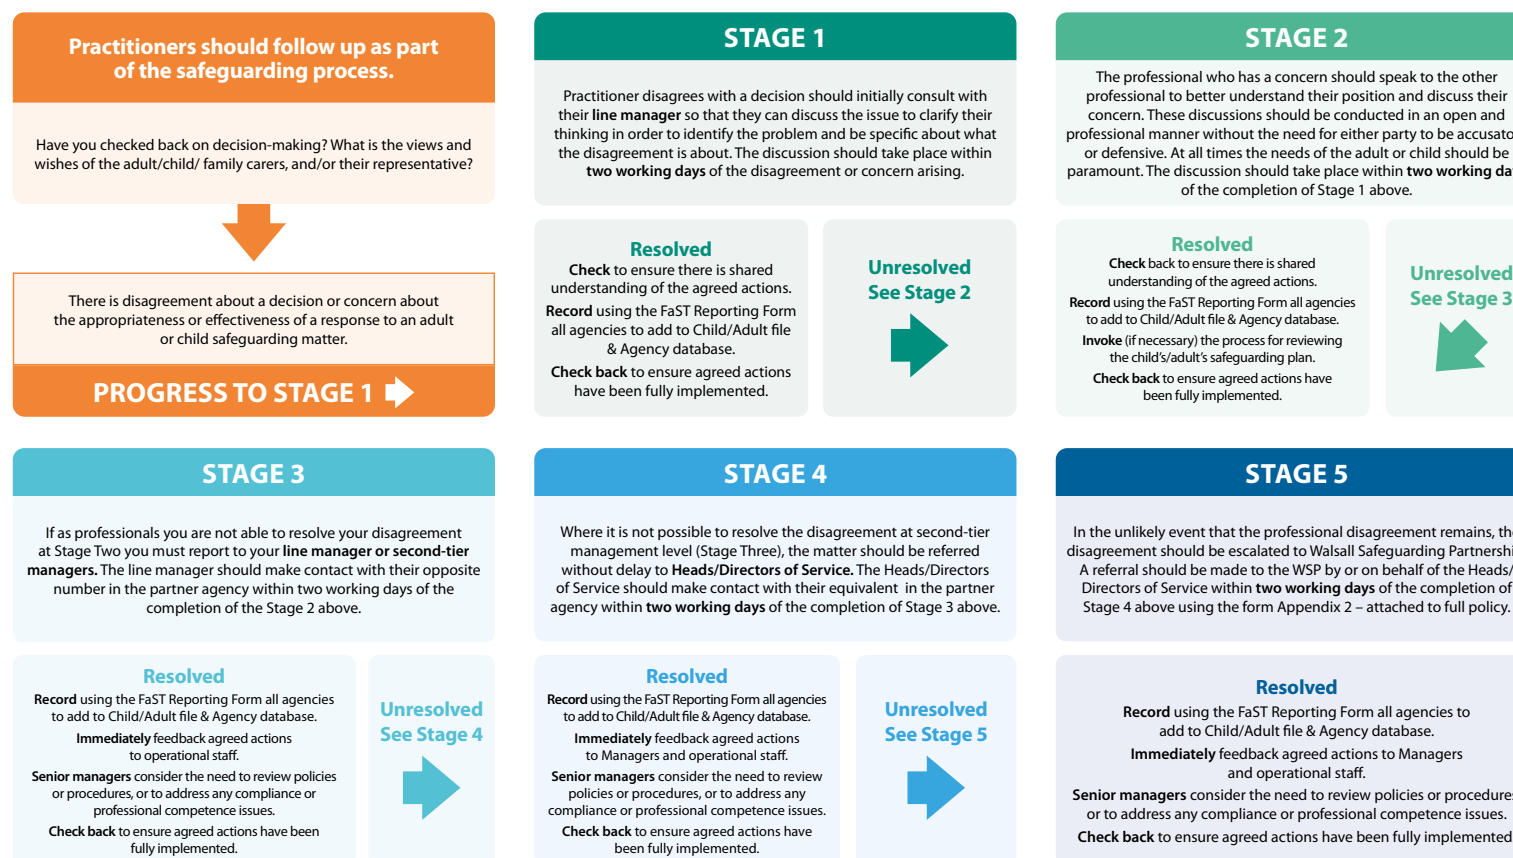 Practitioners should follow up as part
of the safeguarding process.
Have you checked back on decision-making? What is the views and
wishes of the adult/child/ family carers, and/or their representative?
There is disagreement about a decision or concern about
the appropriateness or effectiveness of a response to an adult
or child safeguarding matter.
PROGRESS TO STAGE 1
STAGE 1
Practitioner disagrees with a decision should initially consult with
their line manager so that they can discuss the issue to clarify their
thinking in order to identify the problem and be specific about what
the disagreement is about. The discussion should take place within
two working days of the disagreement or concern arising.
Resolved
Check to ensure there is shared
understanding of the agreed actions.
Record using the FaST Reporting Form
all agencies to add to Child/Adult file
& Agency database.
Check back to ensure agreed actions
have been fully implemented.
Unresolved
See Stage 2
STAGE 2
The professional who has a concern should speak to the other
professional to better understand their position and discuss their
concern. These discussions should be conducted in an open and
professional manner without the need for either party to be
or defensive. At all times the needs of the adult or child should be
paramount. The discussion should take place within two working
of the completion of Stage 1 above.
Resolved
Check back to ensure there is shared
understanding of the agreed actions.
Record using the FaST Reporting Form all agencies
to add to Child/Adult file & Agency database.
Invoke (if necessary) the process for reviewing
the child's/adult's safeguarding plan.
Check back to ensure agreed actions have
been fully implemented.
Unresolved
See Stage 3
STAGE 3
If as professionals you are not able to resolve your disagreement
at Stage Two you must report to your line manager or second-tier
managers. The line manager should make contact with their opposite
number in the partner agency within two working days of the
completion of the Stage 2 above.
Resolved
Record using the FaST Reporting Form all agencies
to add to Child/Adult file & Agency database.
Immediately feedback agreed actions
to operational staff.
Senior managers consider the need to review policies
or procedures, or to address any compliance or
professional competence issues.
Check back to ensure agreed actions have been
fully implemented.
Unresolved
See Stage 4
STAGE 4
Where it is not possible to resolve the disagreement at second-tier
management level (Stage Three), the matter should be referred
without delay to Heads/Directors of Service. The Heads/Directors
of Service should make contact with their equivalent in the partner
agency within two working days of the completion of Stage 3 above.
Resolved
Record using the FaST Reporting Form all agencies
to add to Child/Adult file & Agency database.
Immediately feedback agreed actions
to Managers and operational staff.
Senior managers consider the need to review
policies or procedures, or to address any
compliance or professional competence issues.
Check back to ensure agreed actions have
been fully implemented.
Unresolved
See Stage 5
STAGE 5
In the unlikely event that the professional disagreement remains,
disagreement should be escalated to Walsall Safeguarding
A referral should be made to the WSP by or on behalf of the Heads/
Directors of Service within two working days of the completion of
Stage 4 above using the form Appendix 2 – attached to full policy.
Resolved
Record using the FaST Reporting Form all agencies to
add to Child/Adult file & Agency database.
Immediately feedback agreed actions to Managers
and operational staff.
Senior managers consider the need to review policies or
or to address any compliance or professional competence issues.
Check back to ensure agreed actions have been fully implemented